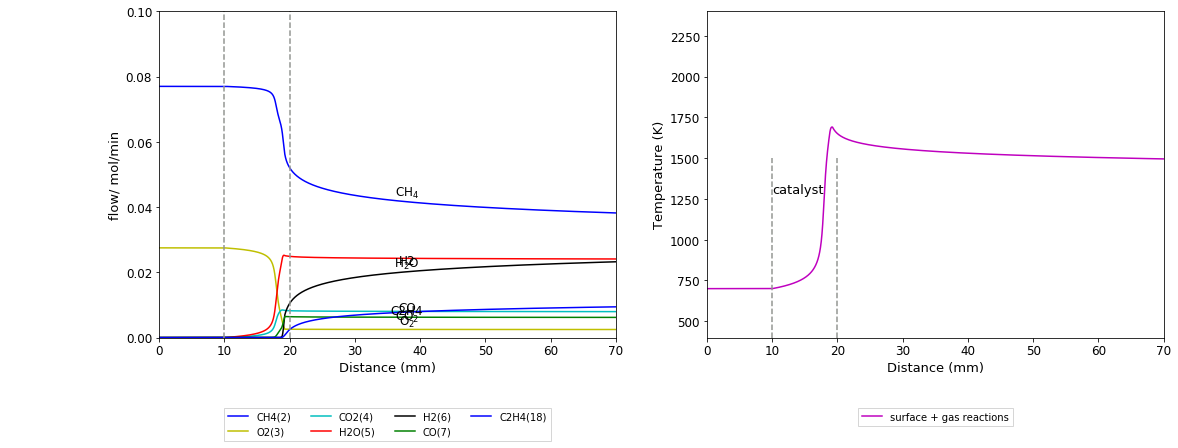 0.10
0.08
0.06
0.04
0.02
0.00
flow/ mol/min
CH4
H2
H2O
CO
C2H4
CO2
O2
0 10 20 30 40 50 60 70
Distance (mm)
CH4(2) CO2(4) H2(6) C2H4(18)
O2(3) H2O(5) CO(7)
2250
2000
1750
1500
1250
1000
750
500
Temperature (K)
catalyst
0 10 20 30 40 50 60 70
Distance (mm)
surface + gas reactions